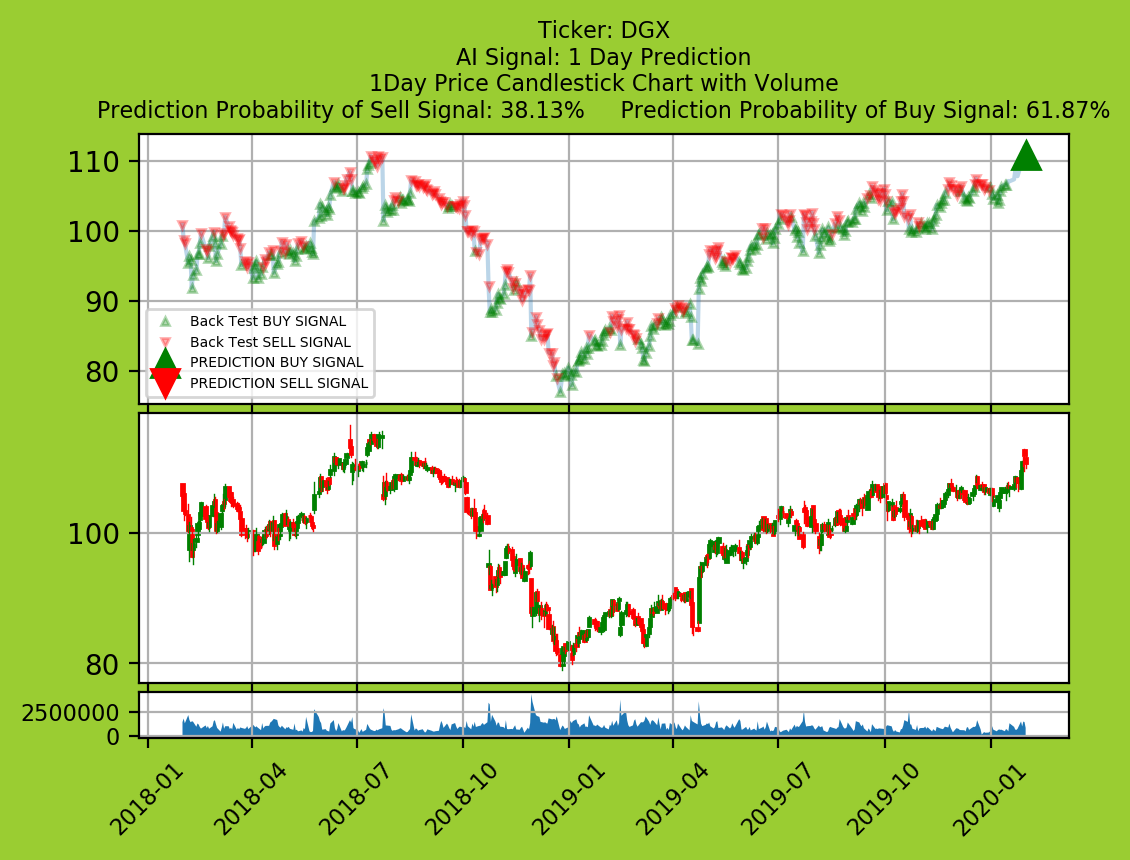 Ticker: DGX
AI Signal: 1 Day Prediction
1Day Price Candlestick Chart with Volume
Prediction Probability of Sell Signal: 38.13% Prediction Probability of Buy Signal: 61.87%
110
100
90
80
Back Test BUY SIGNAL
Back Test SELL SIGNAL
PREDICTION BUY SIGNAL
PREDICTION SELL SIGNAL
100
80
2500000
0
2018-01
2018-04
2018-07
2018-10
2019-01
2019-04
2019-07
2019-10
2020-01